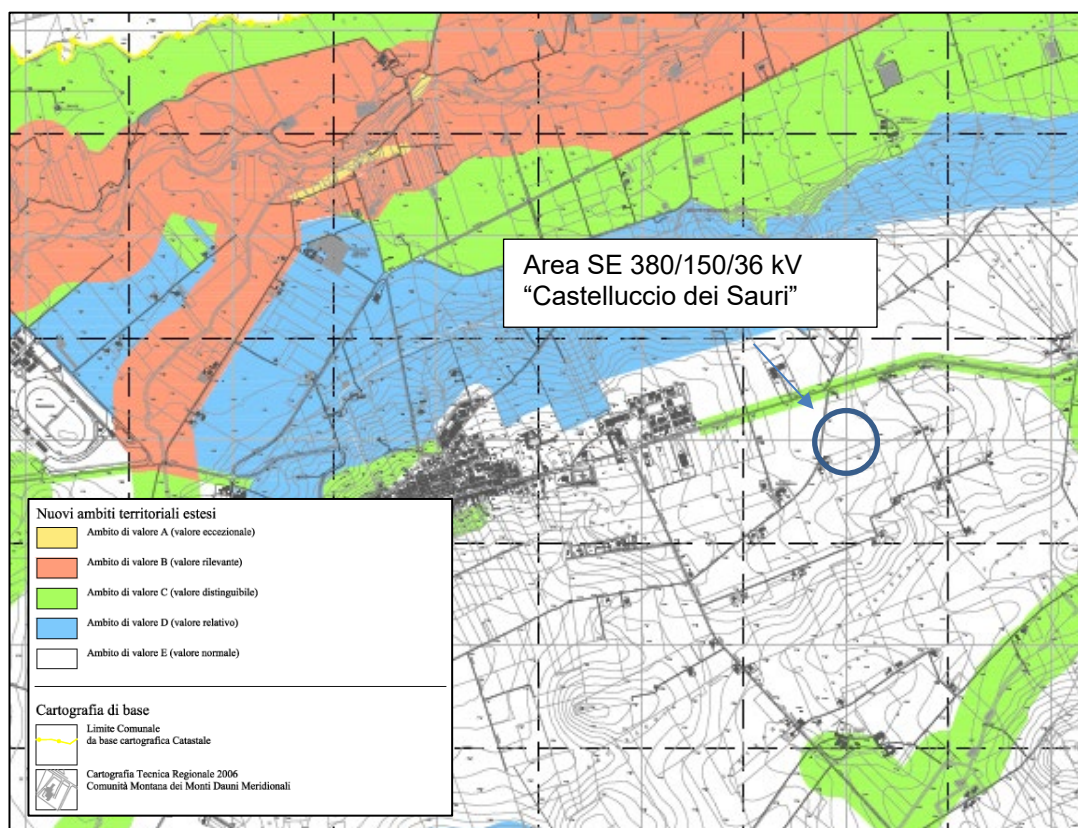 Area SE 380/150/36 kV
“Castelluccio dei Sauri”
Nuovi ambiti territoriali estesi
Ambito di valore A (valore eccezionale)
Ambito di valore B (valore rilevante)
Ambito di valore C (valore distinguibile)
Ambito di valore D (valore relativo)
Ambito di valore E (valore normale)
Cartografia di base
Limite Comunale
da base cartografica Catastale
Cartografia Tecnica Regionale 2006
Comunità Montana dei Monti Dauni Meridionali